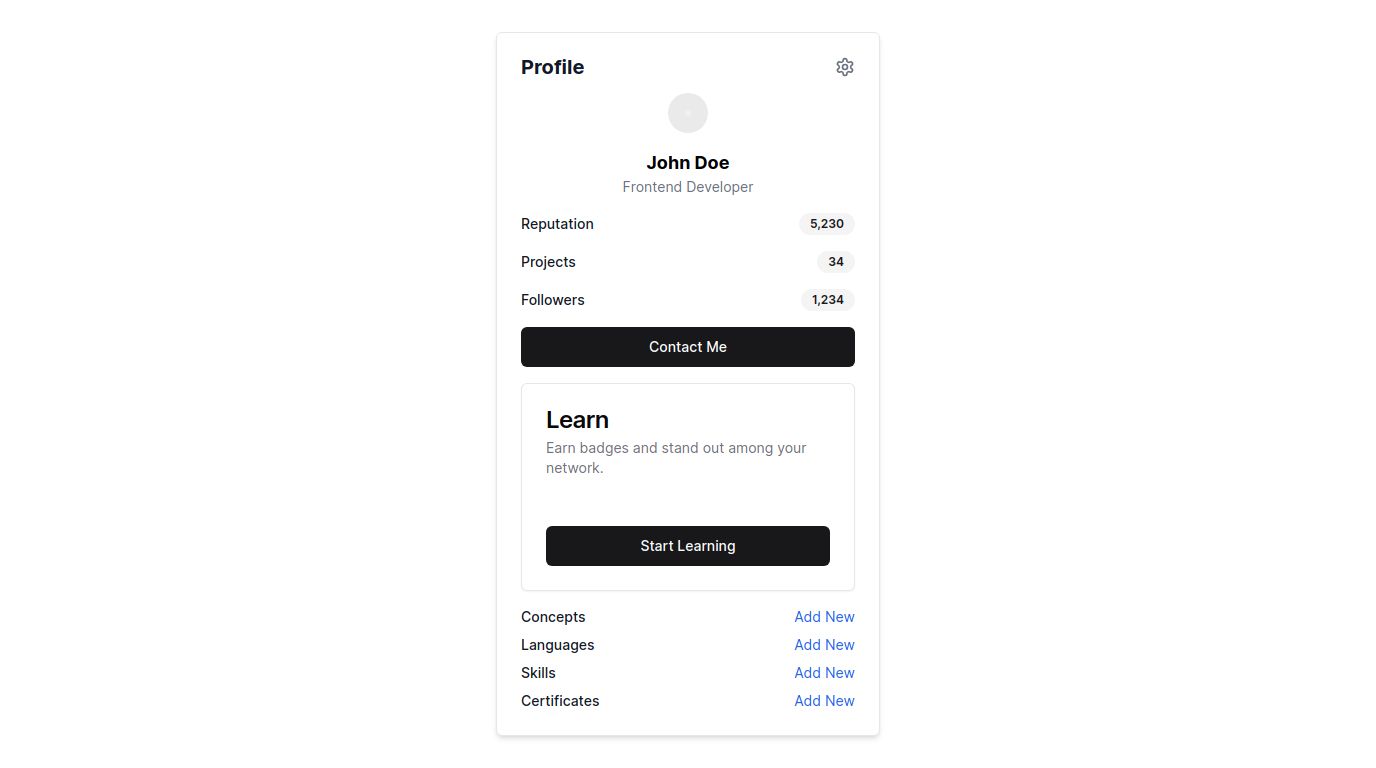 Profile
John Doe
Frontend Developer
Reputation 5,230
Projects 34
Followers 1,234
Contact Me
Learn
Earn badges and stand out among your
network.
Start Learning
Concepts Add New
Languages Add New
Skills Add New
Certificates Add New